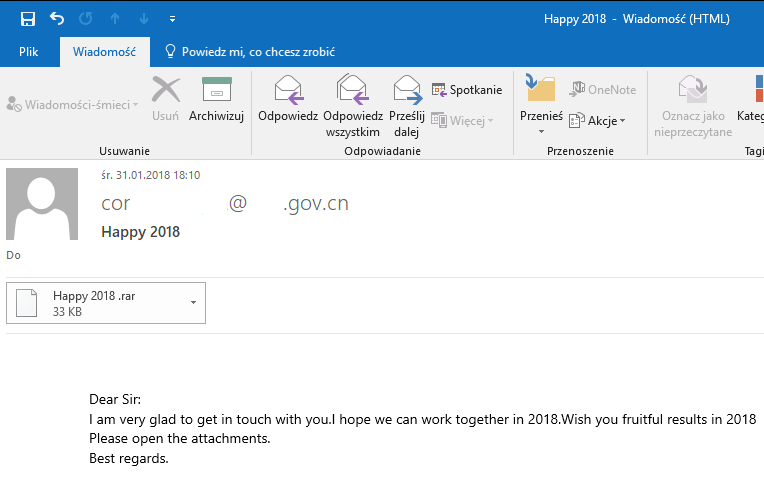 Happy 2018 - Wiadomość (HTML)
Plik Wiadomość Powiedz mi, co chcesz zrobić
Wiadomości-śmieci
Usuń
Archiwizuj
Usuwanie
Odpowiedz
Odpowiedz wszystkim
Prześlij dalej
Spotkanie
Więcej
Odpowiadanie
Przenieś
OneNote
Akcje
Przenoszenie
Oznacz jako nieprzeczytane
Kateg
Tagi
śr. 31.01.2018 18:10
cor @ .gov.cn
Happy 2018
Do
Happy 2018 .rar
33 KB
Dear Sir:
I am very glad to get in touch with you.I hope we can work together in 2018.Wish you fruitful results in 2018
Please open the attachments.
Best regards.